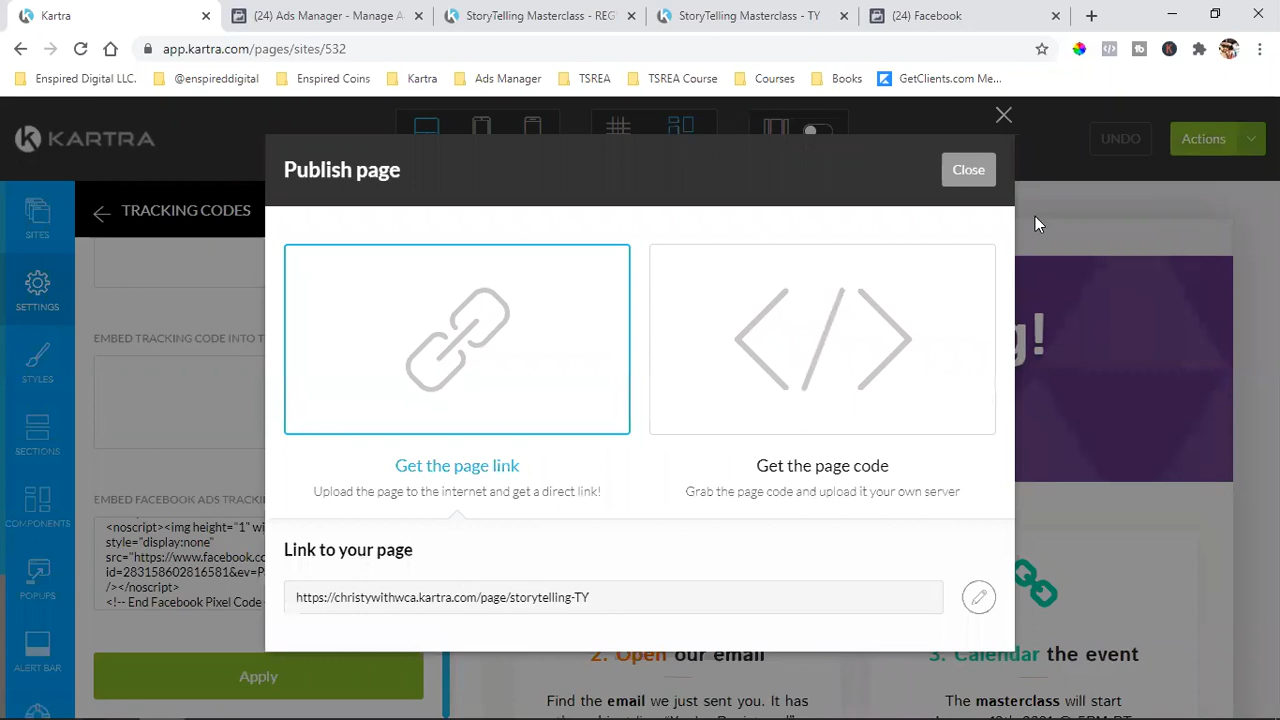 Kartra
(24) Ads Manager - Manage A
StoryTelling Masterclass - REG
StoryTelling Masterclass - TY
(24) Facebook
app.kartra.com/pages/sites/532
Enspired Digital LLC.
@enspireddigital
Enspired Coins
Kartra
Ads Manager
TSREA
TSREA Course
Courses
Books
GetClients.com Me...
KARTRA
UNDO
Actions
Publish page
Close
SITES
TRACKING CODES
SETTINGS
g!
EMBED TRACKING CODE INTO T
STYLES
SECTIONS
Get the page link
Get the page code
Upload the page to the internet and get a direct link!
Grab the page code and upload it your own server
EMBED FACEBOOK ADS TRACKI
COMPONENTS
<noscript><img height="1" wi
style="display:none"
src="https://www.facebook.co
id=283158602816581&ev=P
/></noscript>
<!-- End Facebook Pixel Code
Link to your page
https://christywithwca.kartra.com/page/storytelling-TY
POPUPS
ALERT BAR
Apply
2. Open our email
3. Calendar the event
Find the email we just sent you. It has
The masterclass will start